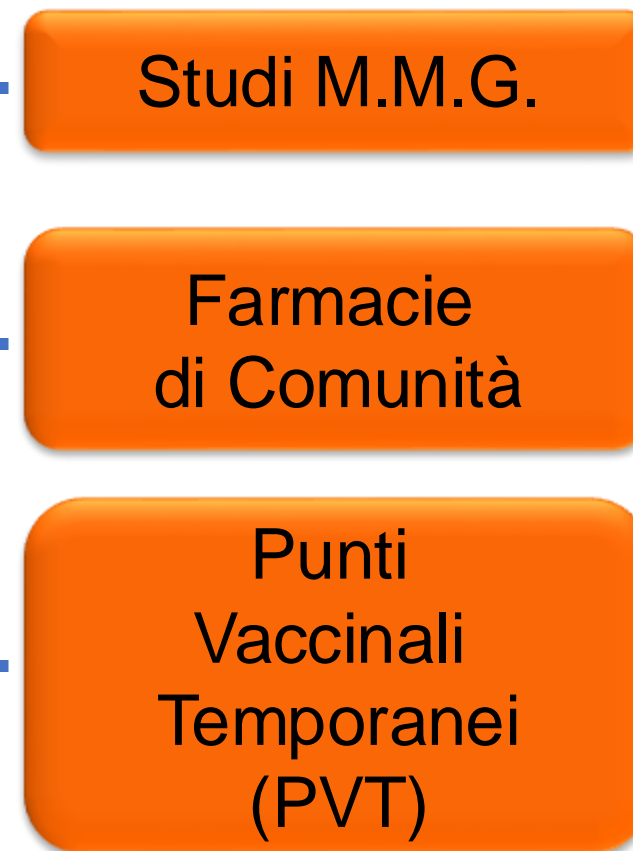 Studi M.M.G.
Farmacie
di Comunità
Punti
Vaccinali
Temporanei
(PVT)